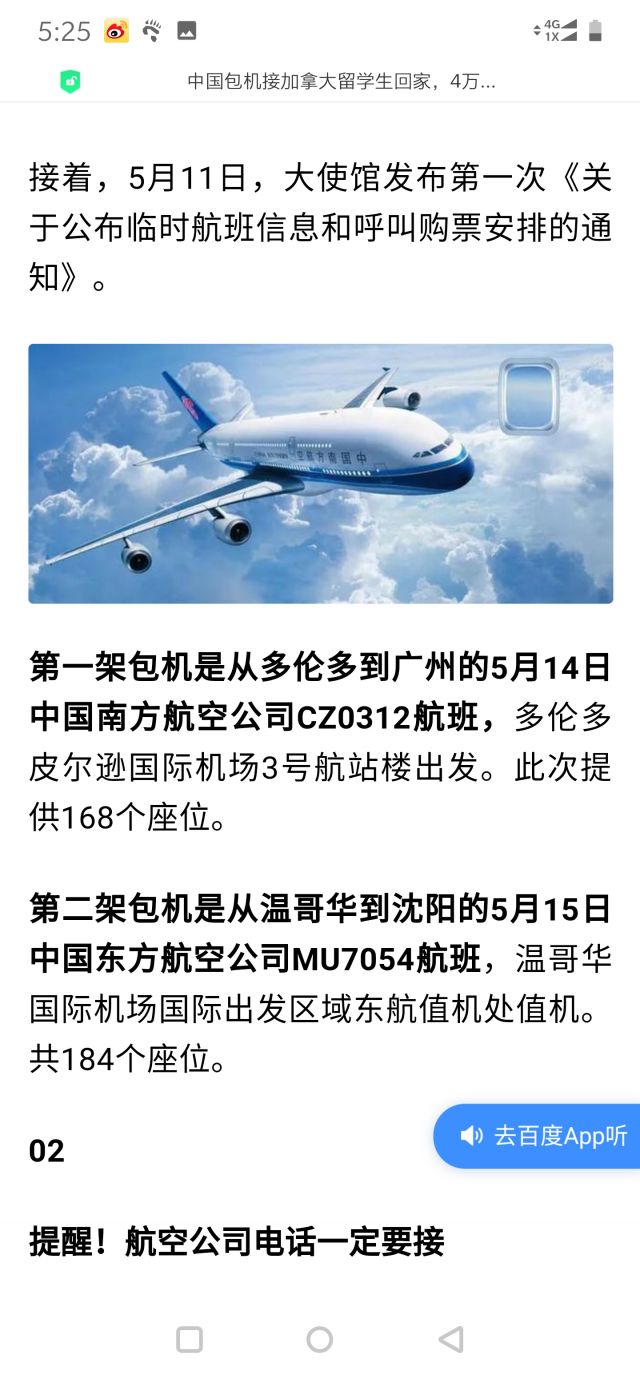 5:25
4G
1X
中国包机接加拿大留学生回家，4万...
接着，5月11日，大使馆发布第一次《关
于公布临时航班信息和呼叫购票安排的通
知》。
CHINA SOUTHERN 空航方南国中
第一架包机是从多伦多到广州的5月14日
中国南方航空公司CZ0312航班，多伦多
皮尔逊国际机场3号航站楼出发。此次提
供168个座位。
第二架包机是从温哥华到沈阳的5月15日
中国东方航空公司MU7054航班，温哥华
国际机场国际出发区域东航值机处值机。
共184个座位。
去百度App听
02
提醒！航空公司电话一定要接